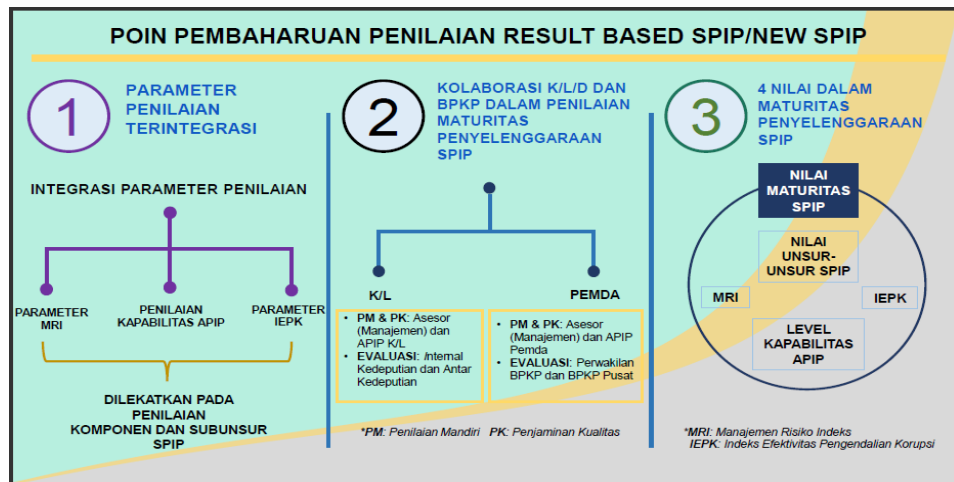 POIN PEMBAHARUAN PENILAIAN RESULT BASED SPIP/NEW SPIP
1
PARAMETER
PENILAIAN
TERINTEGRASI
INTEGRASI PARAMETER PENILAIAN
PARAMETER
MRI
PENILAIAN
KAPABILITAS APIP
PARAMETER
IEPK
DILEKATKAN PADA
PENILAIAN
KOMPONEN DAN SUBUNSUR
SPIP
2
KOLABORASI K/L/D DAN
BPKP DALAM PENILAIAN
MATURITAS
PENYELENGGARAAN
SPIP
K/L
• PM & PK: Asesor
(Manajemen) dan
APIP K/L
• EVALUASI: Internal
Kedeputian dan Antar
Kedeputian
PEMDA
• PM & PK: Asesor
(Manajemen) dan APIP
Pemda
• EVALUASI: Perwakilan
BPKP dan BPKP Pusat
*PM: Penilaian Mandiri PK: Penjaminan Kualitas
3
4 NILAI DALAM
MATURITAS
PENYELENGGARAAN
SPIP
NILAI
MATURITAS
SPIP
NILAI
UNSUR-
UNSUR SPIP
MRI
IEPK
LEVEL
KAPABILITAS
APIP
*MRI: Manajemen Risiko Indeks
IEPK: Indeks Efektivitas Pengendalian Korupsi